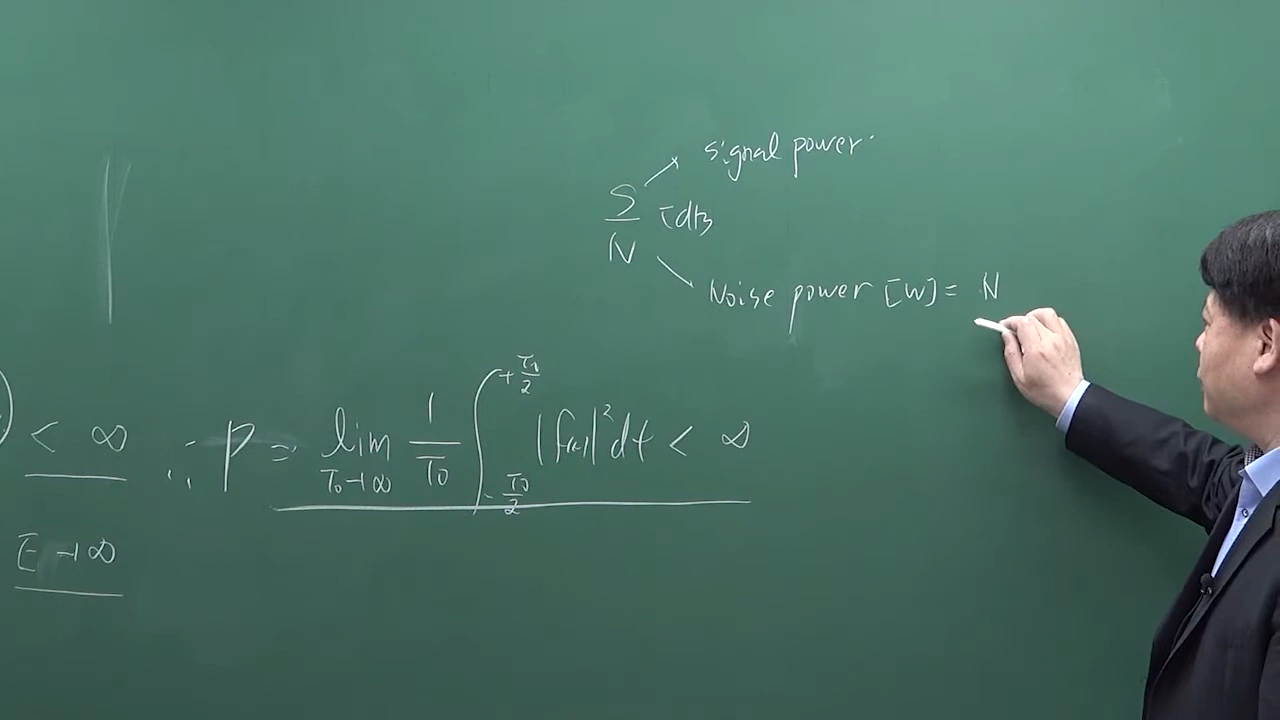 signal power
S/N [dB]
Noise power [W] = N
< ∞ ∴ P = lim T₀→∞ 1/T₀ ∫ -T₀/2 +T₀/2 |f(t)|² dt < ∞
E → ∞